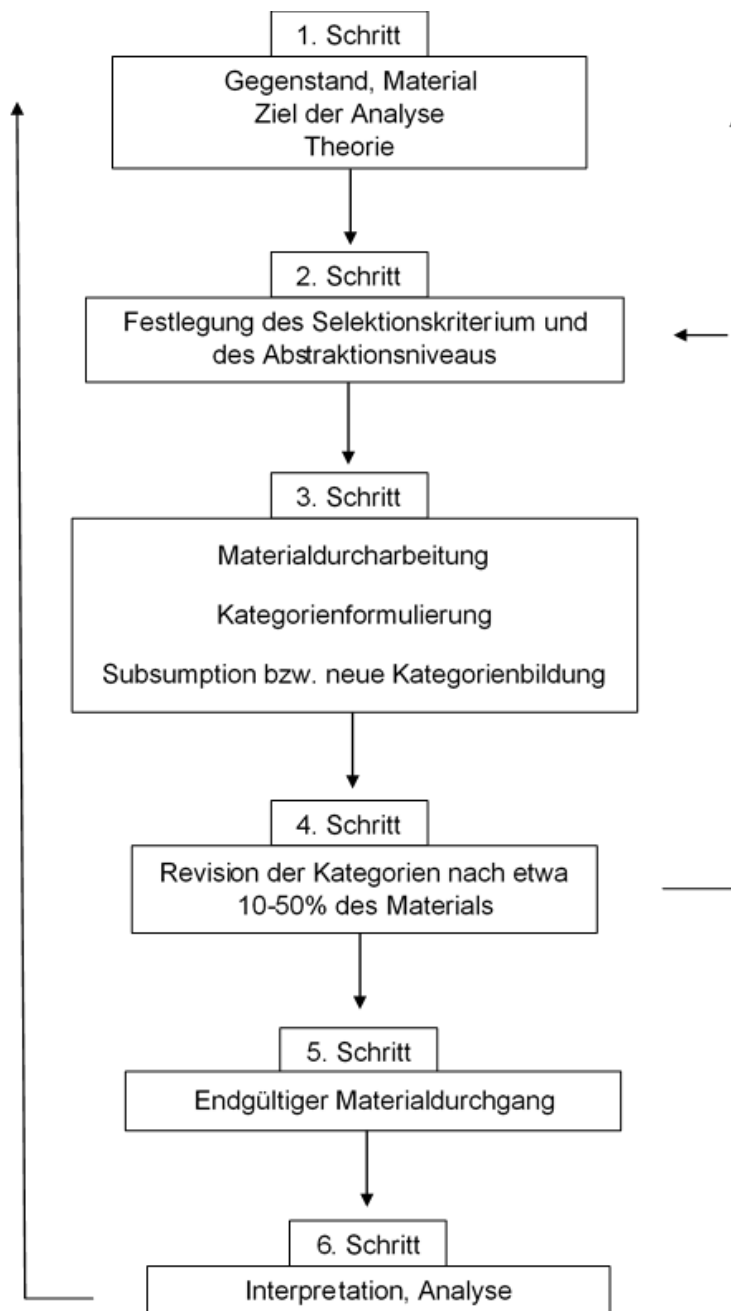 1. Schritt
Gegenstand, Material
Ziel der Analyse
Theorie
2. Schritt
Festlegung des Selektionskriterium und
des Abstraktionsniveaus
3. Schritt
Materialdurcharbeitung
Kategorienformulierung
Subsumption bzw. neue Kategorienbildung
4. Schritt
Revision der Kategorien nach etwa
10-50% des Materials
5. Schritt
Endgültiger Materialdurchgang
6. Schritt
Interpretation, Analyse